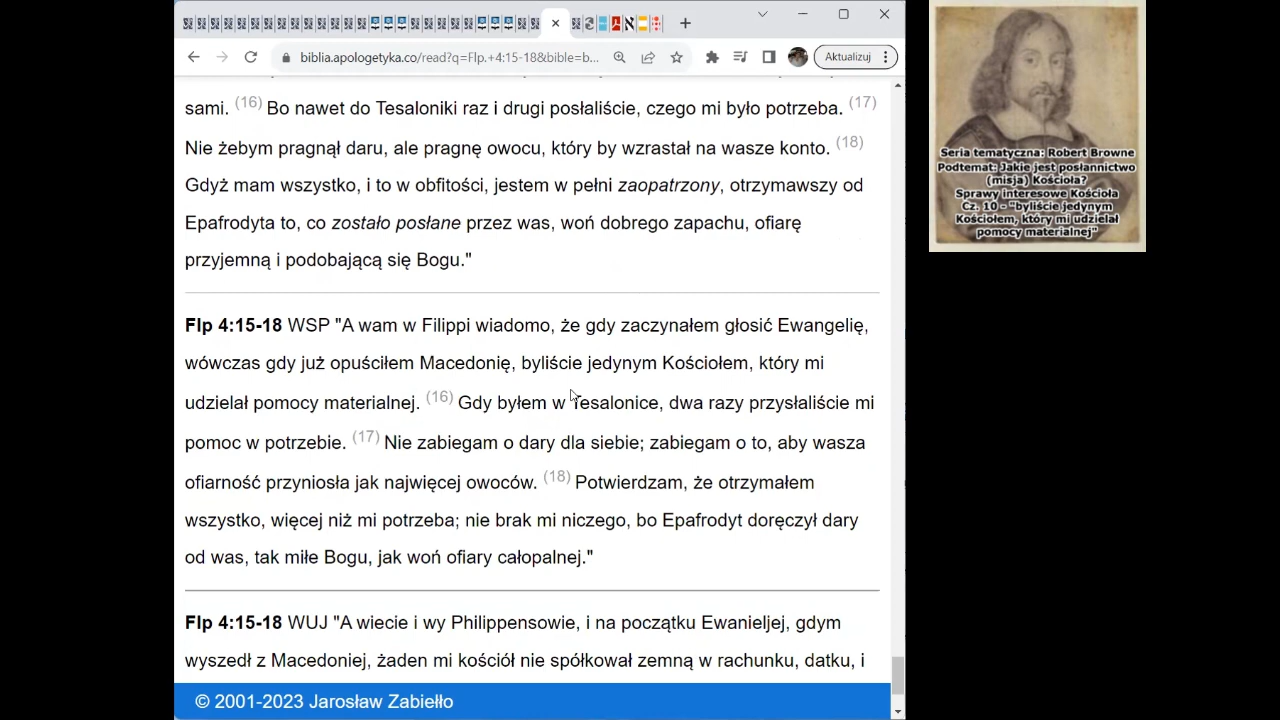 biblia.apologetyka.co/read?q=Flp.+4:15-18&bible=b...
Aktualizuj
sami. (16) Bo nawet do Tesaloniki raz i drugi posłaliście, czego mi było potrzeba. (17)
Nie żebym pragnął daru, ale pragnę owocu, który by wzrastał na wasze konto. (18)
Gdyż mam wszystko, i to w obfitości, jestem w pełni zaopatrzony, otrzymawszy od
Epafrodyta to, co zostało posłane przez was, woń dobrego zapachu, ofiarę
przyjemną i podobającą się Bogu."
Flp 4:15-18 WSP "A wam w Filippi wiadomo, że gdy zaczynałem głosić Ewangelię,
wówczas gdy już opuściłem Macedonię, byliście jedynym Kościołem, który mi
udzielał pomocy materialnej. (16) Gdy byłem w Tesalonice, dwa razy przysłaliście mi
pomoc w potrzebie. (17) Nie zabiegam o dary dla siebie; zabiegam o to, aby wasza
ofiarność przyniosła jak najwięcej owoców. (18) Potwierdzam, że otrzymałem
wszystko, więcej niż mi potrzeba; nie brak mi niczego, bo Epafrodyt doręczył dary
od was, tak miłe Bogu, jak woń ofiary całopalnej."
Flp 4:15-18 WUJ "A wiecie i wy Philippensowie, i na początku Ewanieljej, gdym
wyszedł z Macedoniej, żaden mi kościół nie spółkował zemną w rachunku, datku, i
© 2001-2023 Jarosław Zabiełło
Seria tematyczna: Robert Browne
Podtemat: Jakie jest posłannictwo
(misja) Kościoła?
Sprawy interesowe Kościoła
Cz. 10 - "byliście jedynym
Kościołem, który mi udzielał
pomocy materialnej"